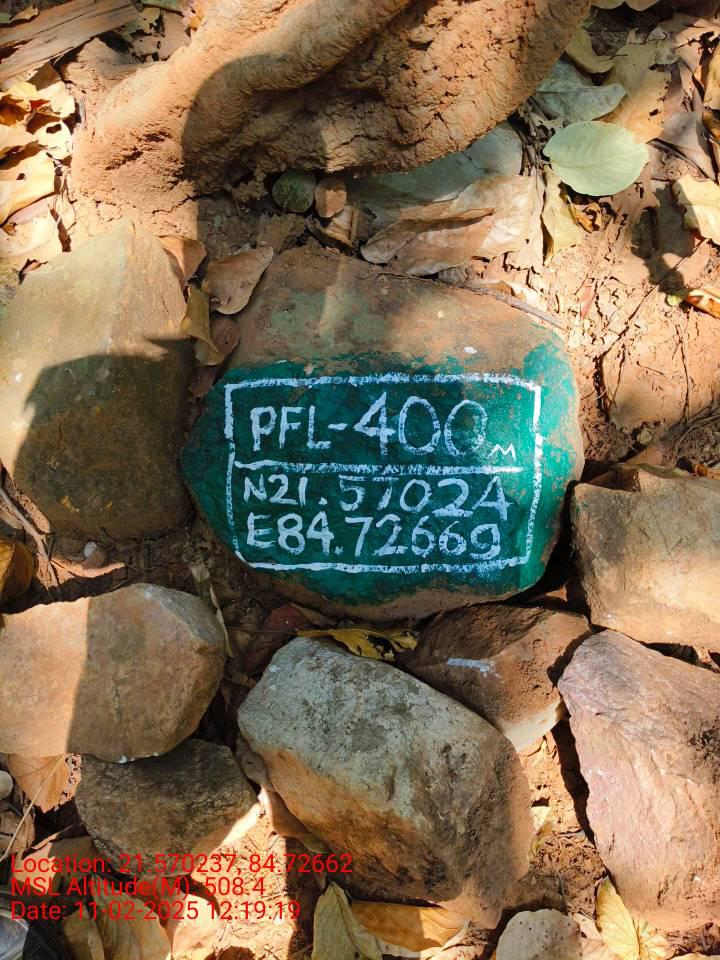 PFL-400M
N21.57024
E84.72669
Location: 21.570237, 84.72662
MSL Altitude(M): 508.4
Date: 11-02-2025 12:19:19